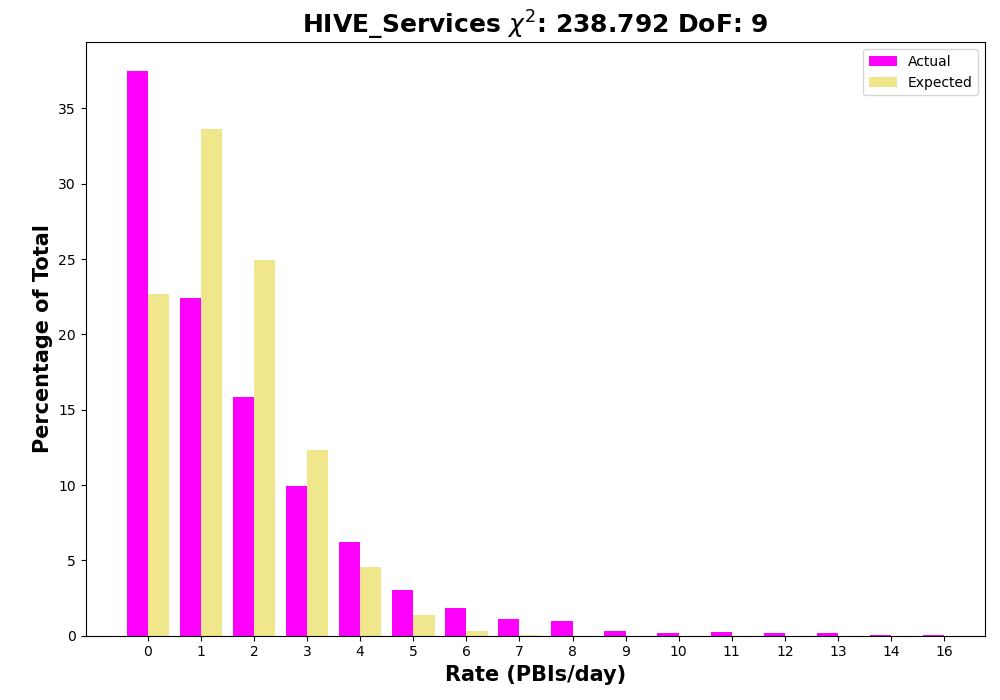 HIVE_Services χ²: 238.792 DoF: 9
Actual
Expected
Percentage of Total
35
30
25
20
15
10
5
0
0 1 2 3 4 5 6 7 8 9 10 11 12 13 14 16
Rate (PBIs/day)